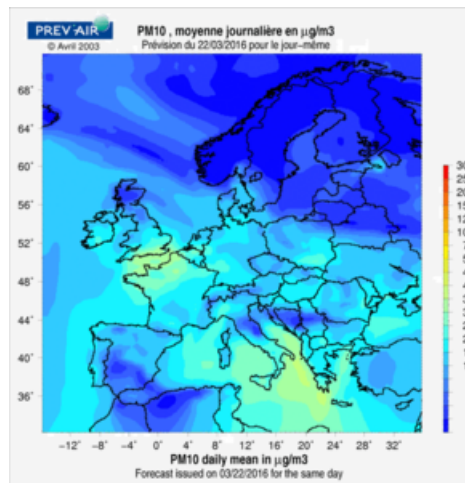 PREV'AIR
© Avril 2003
PM10 , moyenne journalière en µg/m3
Prévision du 22/03/2016 pour le jour-même
68°
64°
60°
56°
52°
48°
44°
40°
36°
-12° -8° -4° 0° 4° 8° 12° 16° 20° 24° 28° 32°
PM10 daily mean in µg/m3
Forecast issued on 03/22/2016 for the same day